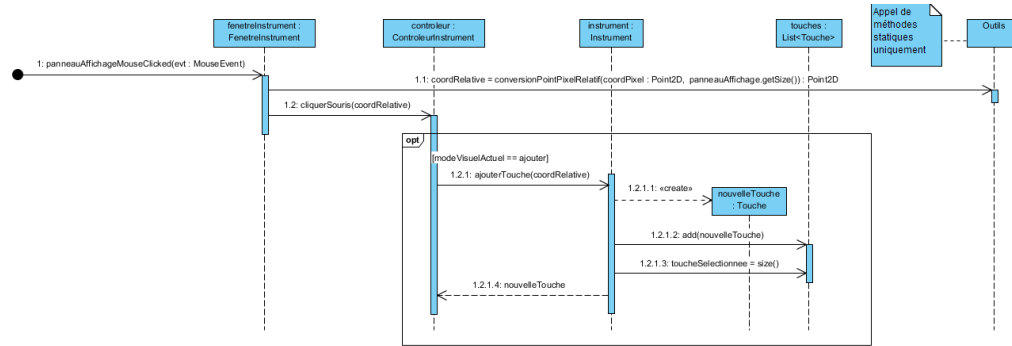 fenetreInstrument :
FenetreInstrument
controleur :
ControleurInstrument
instrument :
Instrument
touches :
List<Touche>
Appel de
méthodes
statiques
uniquement
Outils
1: panneauAffichageMouseClicked(evt : MouseEvent)
1.1: coordRelative = conversionPointPixelRelatif(coordPixel : Point2D, panneauAffichage.getSize()) : Point2D
1.2: cliquerSouris(coordRelative)
opt
[modeVisuelActuel == ajouter]
1.2.1: ajouterTouche(coordRelative)
1.2.1.1: «create»
nouvelleTouche
: Touche
1.2.1.2: add(nouvelleTouche)
1.2.1.3: toucheSelectionnee = size()
1.2.1.4: nouvelleTouche